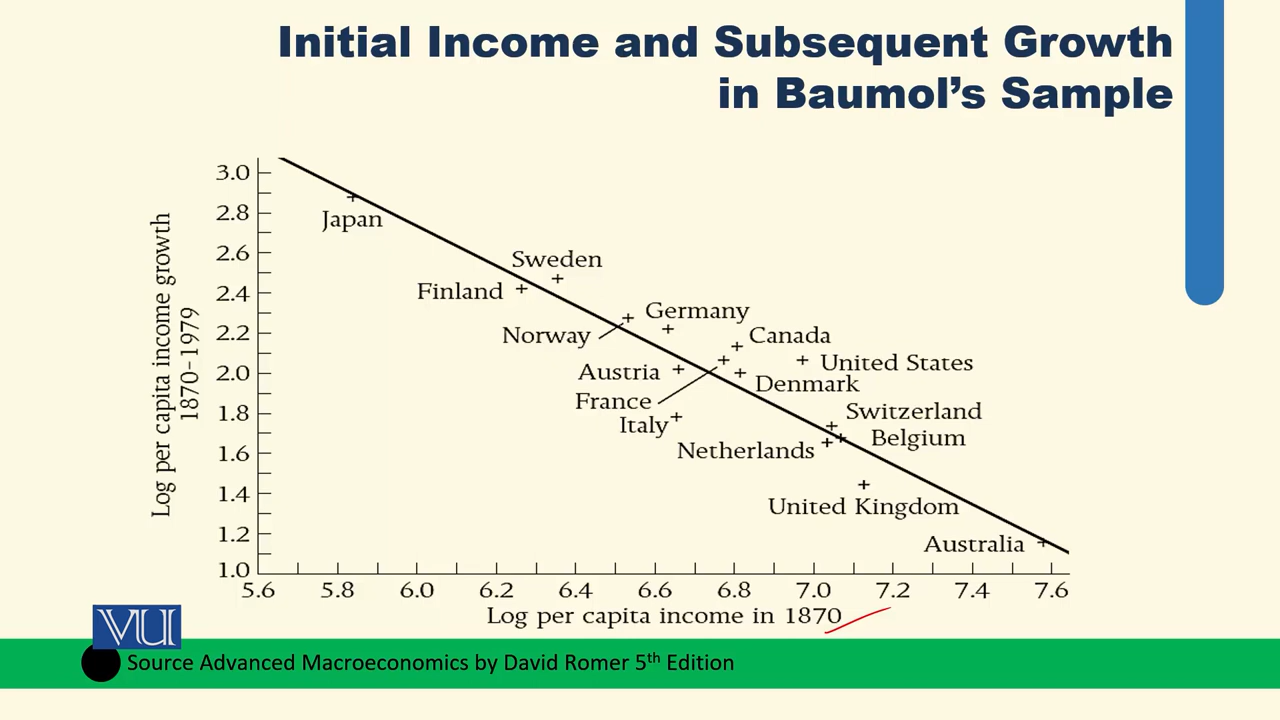 Initial Income and Subsequent Growth
in Baumol’s Sample
Log per capita income growth
1870-1979
3.0
2.8
2.6
2.4
2.2
2.0
1.8
1.6
1.4
1.2
1.0
Japan
Sweden
Finland
Germany
Norway
Canada
United States
Austria
Denmark
France
Switzerland
Italy
Belgium
Netherlands
United Kingdom
Australia
5.6 5.8 6.0 6.2 6.4 6.6 6.8 7.0 7.2 7.4 7.6
Log per capita income in 1870
VU
Source Advanced Macroeconomics by David Romer 5th Edition